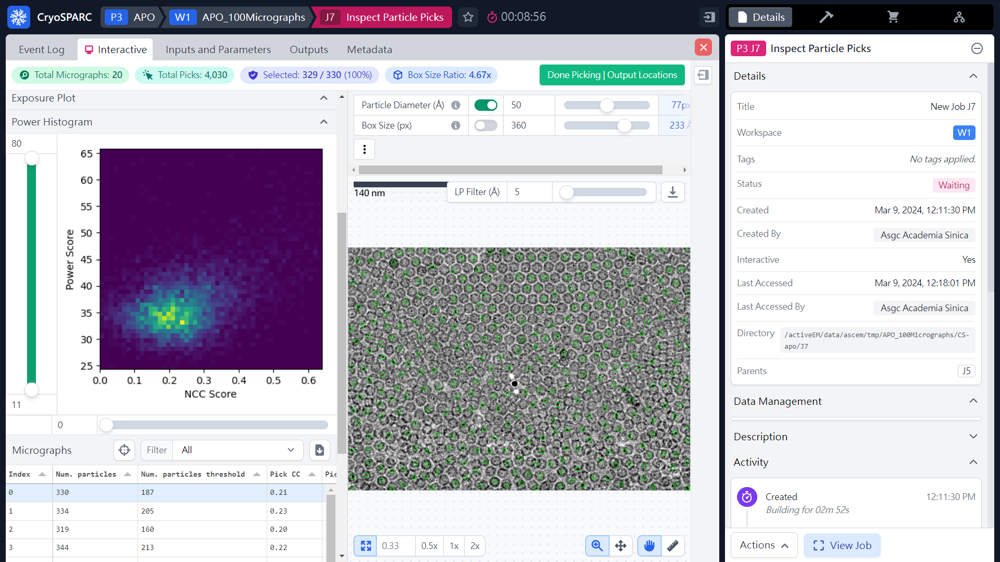 CryoSPARC P3 APO W1 APO_100Micrographs J7 Inspect Particle Picks 00:08:56
Details
Event Log Interactive Inputs and Parameters Outputs Metadata
Total Micrographs: 20 Total Picks: 4,030 Selected: 329 / 330 (100%) Box Size Ratio: 4.67x Done Picking | Output Locations
Exposure Plot
Power Histogram
80
65
60
55
50
45
40
35
30
25
Power Score
0.0 0.1 0.2 0.3 0.4 0.5 0.6
NCC Score
11
0
Micrographs Filter All
Index Num. particles Num. particles threshold Pick CC Pic
0 330 187 0.21
1 334 205 0.23
2 319 160 0.20
3 344 213 0.22
Particle Diameter (Å) 50 77px
Box Size (px) 360 233 Å
140 nm
LP Filter (Å) 5
0.33 0.5x 1x 2x
P3 J7 Inspect Particle Picks
Details
Title New Job J7
Workspace W1
Tags No tags applied.
Status Waiting
Created Mar 9, 2024, 12:11:30 PM
Created By Asgc Academia Sinica
Interactive Yes
Last Accessed Mar 9, 2024, 12:18:01 PM
Last Accessed By Asgc Academia Sinica
Directory /activeEM/data/ascem/tmp/APO_100Micrographs/CS-
apo/J7
Parents J5
Data Management
Description
Activity
Created 12:11:30 PM
Building for 02m 52s
Actions View Job